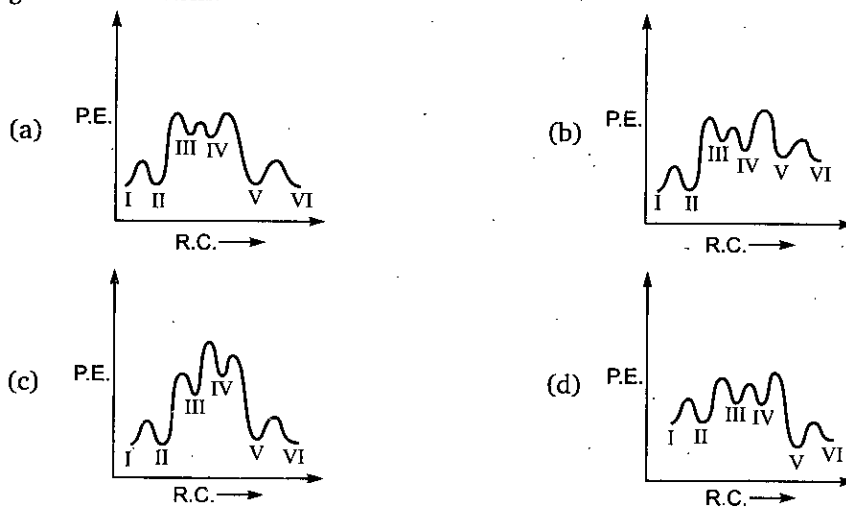 (a)
P.E.
I II III IV V VI
R.C.
(b)
P.E.
I II III IV V VI
R.C.
(c)
P.E.
I II III IV V VI
R.C.
(d)
P.E.
I II III IV V VI
R.C.